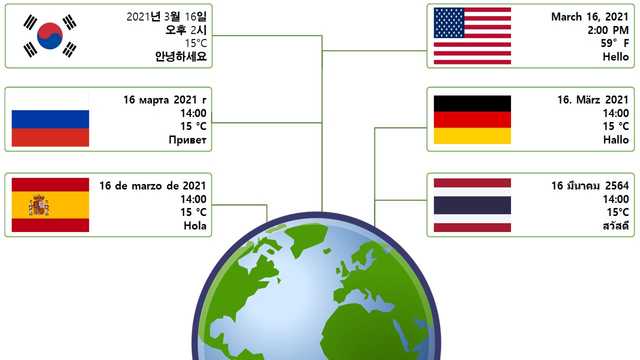 2021년 3월 16일
오후 2시
15°C
안녕하세요
16 марта 2021 г
14:00
15 °C
Привет
16 de marzo de 2021
14:00
15 °C
Hola
March 16, 2021
2:00 PM
59° F
Hello
16. März 2021
14:00
15 °C
Hallo
16 มีนาคม 2564
14:00
15°C
สวัสดี